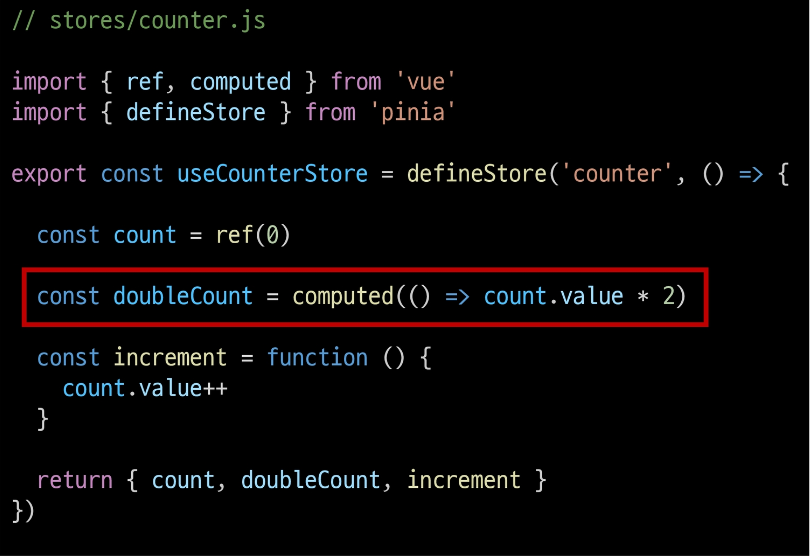 // stores/counter.js
import { ref, computed } from 'vue'
import { defineStore } from 'pinia'
export const useCounterStore = defineStore('counter', () => {
  const count = ref(0)
  const doubleCount = computed(() => count.value * 2)
  const increment = function () {
    count.value++
  }
  return { count, doubleCount, increment }
})